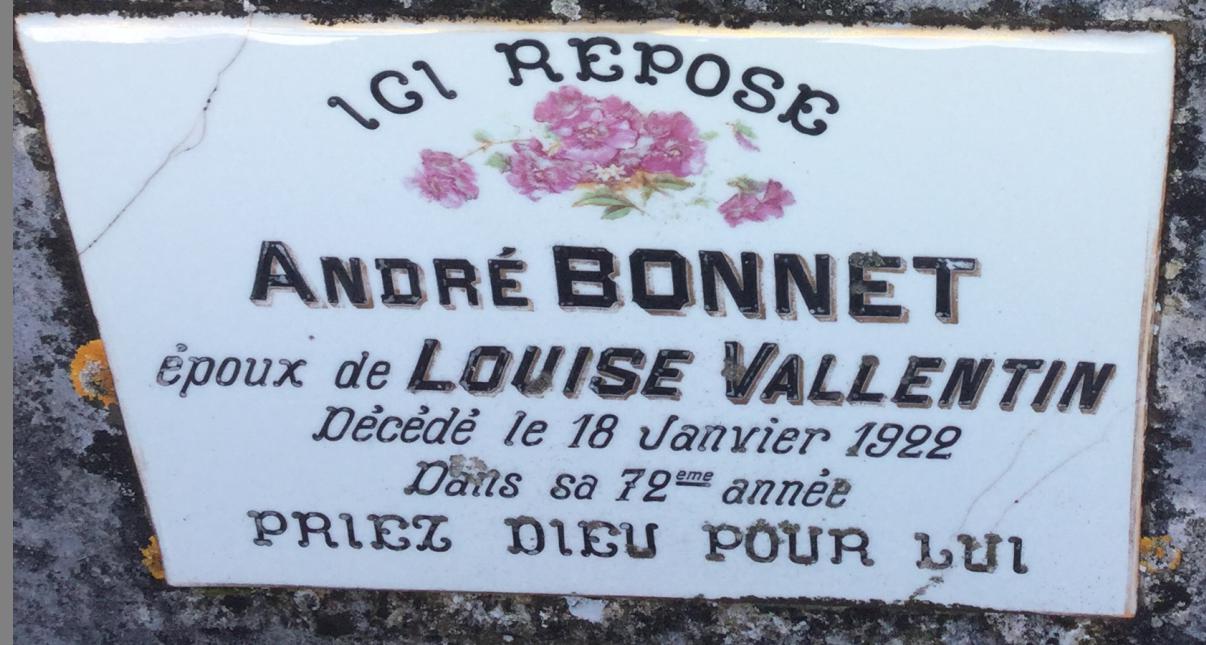 ICI REPOSE
ANDRÉ BONNET
époux de LOUISE VALLENTIN
Décédé le 18 Janvier 1922
Dans sa 72eme année
PRIEZ DIEU POUR LUI